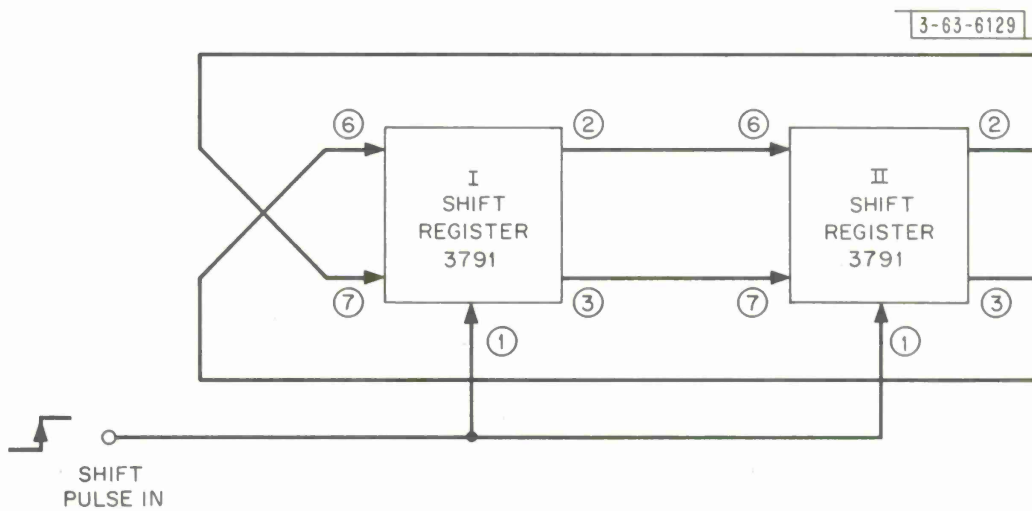 3-63-6129
⑥ ② ⑥ ②
I
SHIFT
REGISTER
3791
II
SHIFT
REGISTER
3791
⑦ ③ ⑦ ③
① ①
SHIFT
PULSE IN